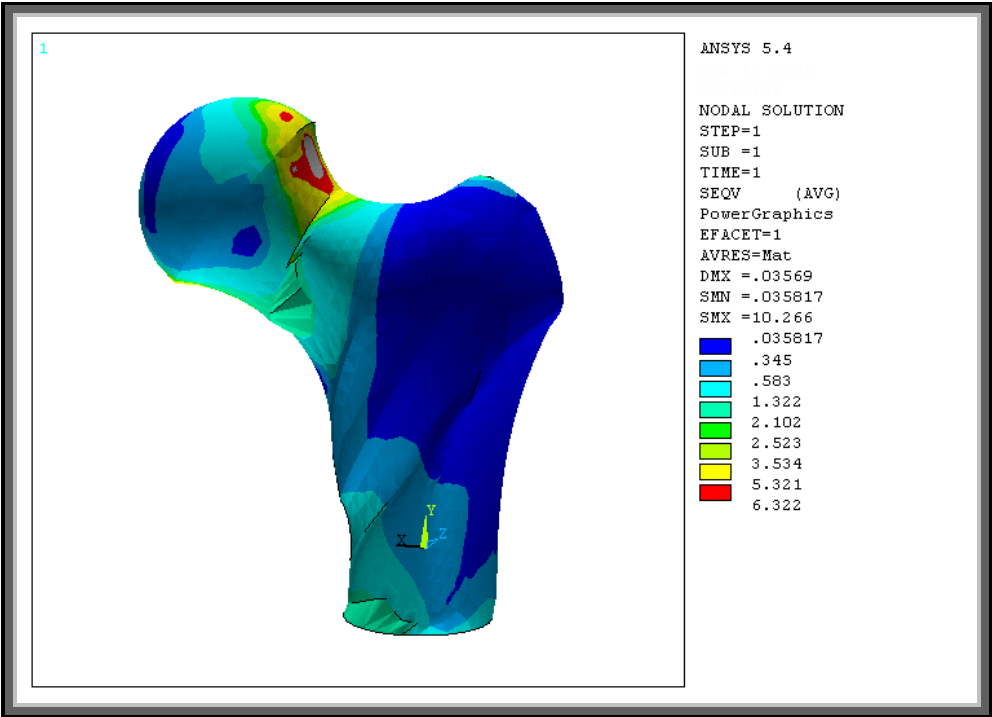 1
ANSYS 5.4
NODAL SOLUTION
STEP=1
SUB =1
TIME=1
SEQV (AVG)
PowerGraphics
EFACET=1
AVRES=Mat
DMX =.03569
SMN =.035817
SMX =10.266
.035817
.345
.583
1.322
2.102
2.523
3.534
5.321
6.322
Y
X
Z